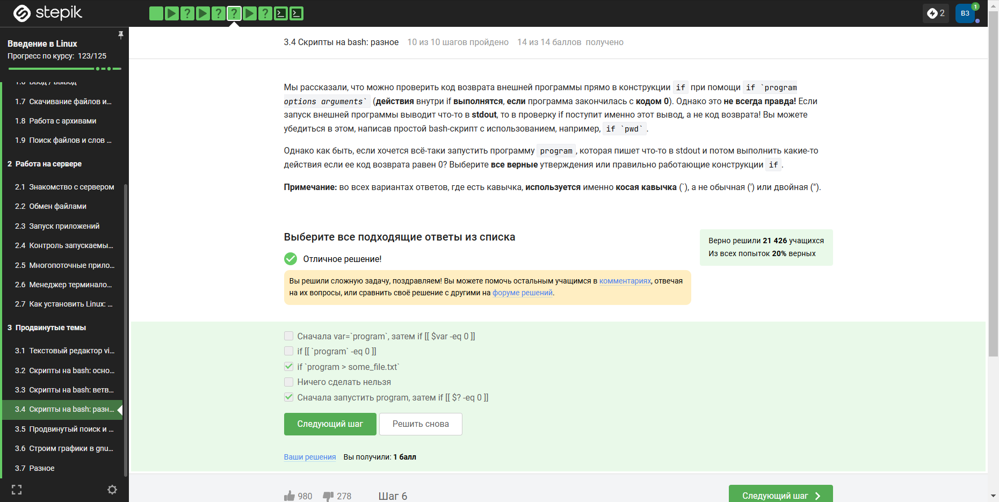 stepik
2
B3
1
Введение в Linux
Прогресс по курсу: 123/125
3.4 Скрипты на bash: разное 10 из 10 шагов пройдено 14 из 14 баллов получено
1.6 Ввод / Вывод
1.7 Скачивание файлов и...
1.8 Работа с архивами
1.9 Поиск файлов и слов ...
2 Работа на сервере
2.1 Знакомство с сервером
2.2 Обмен файлами
2.3 Запуск приложений
2.4 Контроль запускаемы...
2.5 Многопоточные прило...
2.6 Менеджер терминало...
2.7 Как установить Linux: ...
3 Продвинутые темы
3.1 Текстовый редактор vi...
3.2 Скрипты на bash: осно...
3.3 Скрипты на bash: ветв...
3.4 Скрипты на bash: разн...
3.5 Продвинутый поиск и ...
3.6 Строим графики в gnu...
3.7 Разное
Мы рассказали, что можно проверить код возврата внешней программы прямо в конструкции if при помощи if `program
options arguments` (действия внутри if выполнятся, если программа закончилась с кодом 0). Однако это не всегда правда! Если
запуск внешней программы выводит что-то в stdout, то в проверку if поступит именно этот вывод, а не код возврата! Вы можете
убедиться в этом, написав простой bash-скрипт с использованием, например, if `pwd`.
Однако как быть, если хочется всё-таки запустить программу program, которая пишет что-то в stdout и потом выполнить какие-то
действия если ее код возврата равен 0? Выберите все верные утверждения или правильно работающие конструкции if.
Примечание: во всех вариантах ответов, где есть кавычка, используется именно косая кавычка (`), а не обычная (') или двойная (").
Выберите все подходящие ответы из списка
Верно решили 21 426 учащихся
Из всех попыток 20% верных
Отличное решение!
Вы решили сложную задачу, поздравляем! Вы можете помочь остальным учащимся в комментариях, отвечая
на их вопросы, или сравнить своё решение с другими на форуме решений.
Сначала var=`program`, затем if [[ $var -eq 0 ]]
if [[ `program` -eq 0 ]]
if `program > some_file.txt`
Ничего сделать нельзя
Сначала запустить program, затем if [[ $? -eq 0 ]]
Следующий шаг Решить снова
Ваши решения Вы получили: 1 балл
980 278 Шаг 6 Следующий шаг